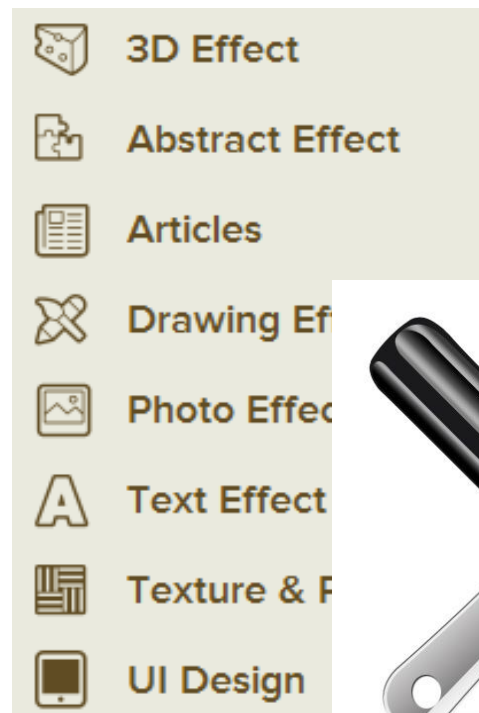 3D Effect
Abstract Effect
Articles
Drawing Ef
Photo Effec
Text Effect
Texture &
UI Design